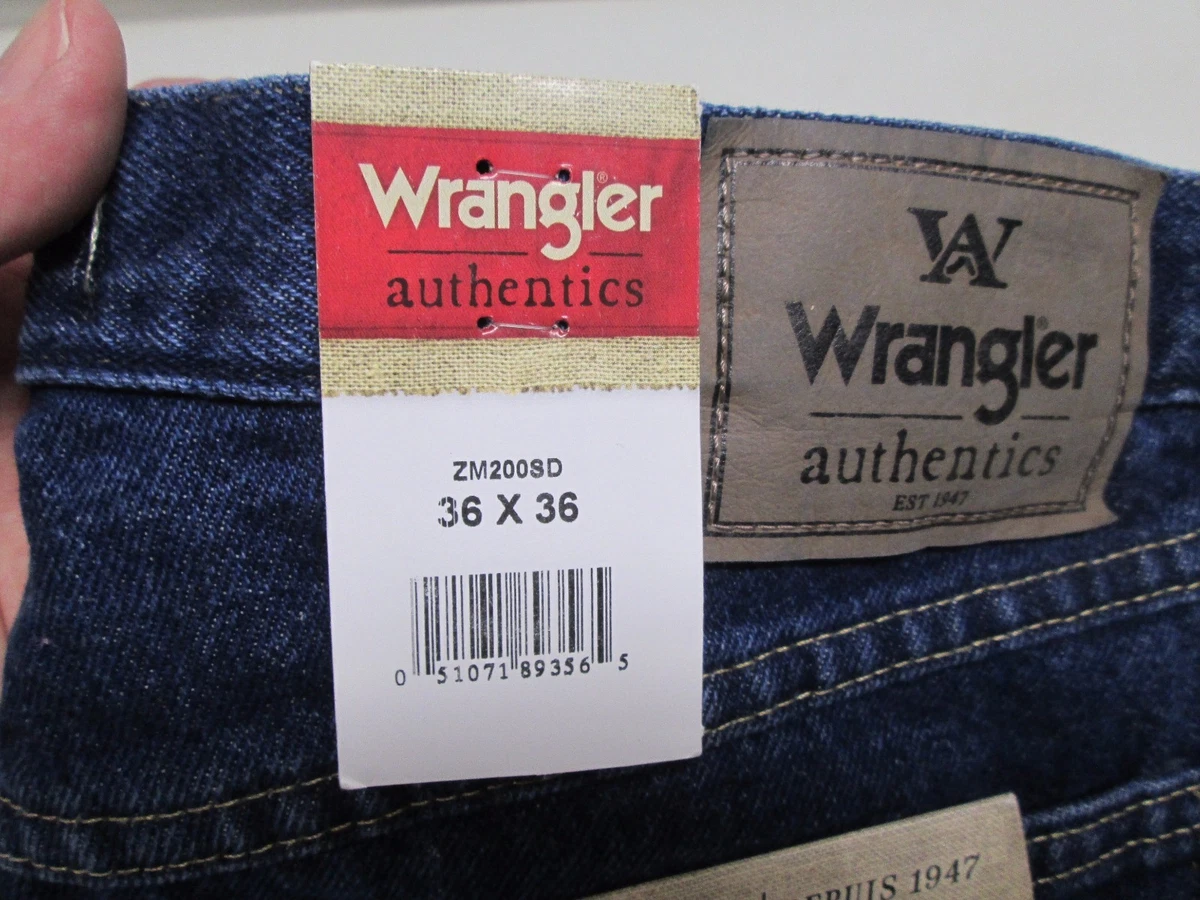 Wrangler®
authentics
ZM200SD
36 X 36
0 51071 89356 5
WA
Wrangler®
authentics
EST 1947
1947